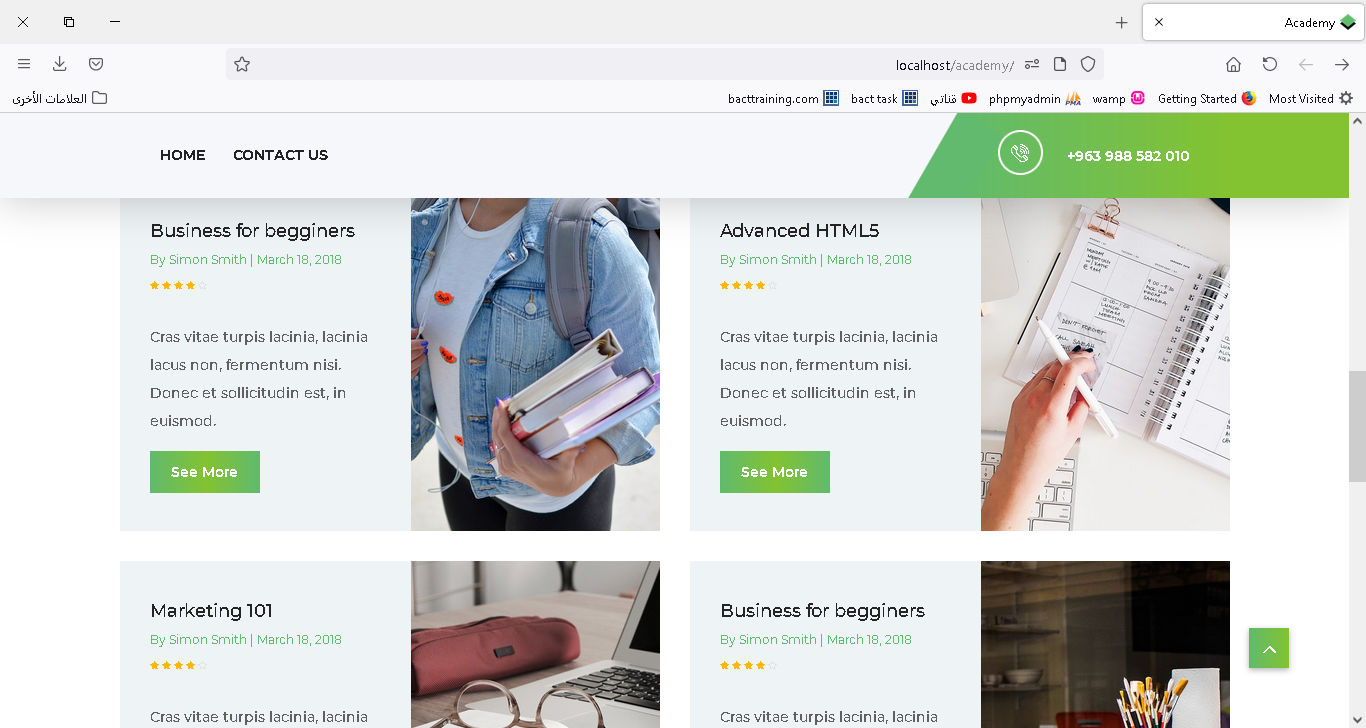 Academy
localhost/academy/
العلامات الأخرى
bacttraining.com
bact task
قناتي
phpmyadmin
PMA
wamp
Getting Started
Most Visited
HOME
CONTACT US
+963 988 582 010
Business for begginers
By Simon Smith | March 18, 2018
Cras vitae turpis lacinia, lacinia
lacus non, fermentum nisi.
Donec et sollicitudin est, in
euismod.
See More
Advanced HTML5
By Simon Smith | March 18, 2018
Cras vitae turpis lacinia, lacinia
lacus non, fermentum nisi.
Donec et sollicitudin est, in
euismod.
See More
DON'T FORGET
Marketing 101
By Simon Smith | March 18, 2018
Cras vitae turpis lacinia, lacinia
Business for begginers
By Simon Smith | March 18, 2018
Cras vitae turpis lacinia, lacinia